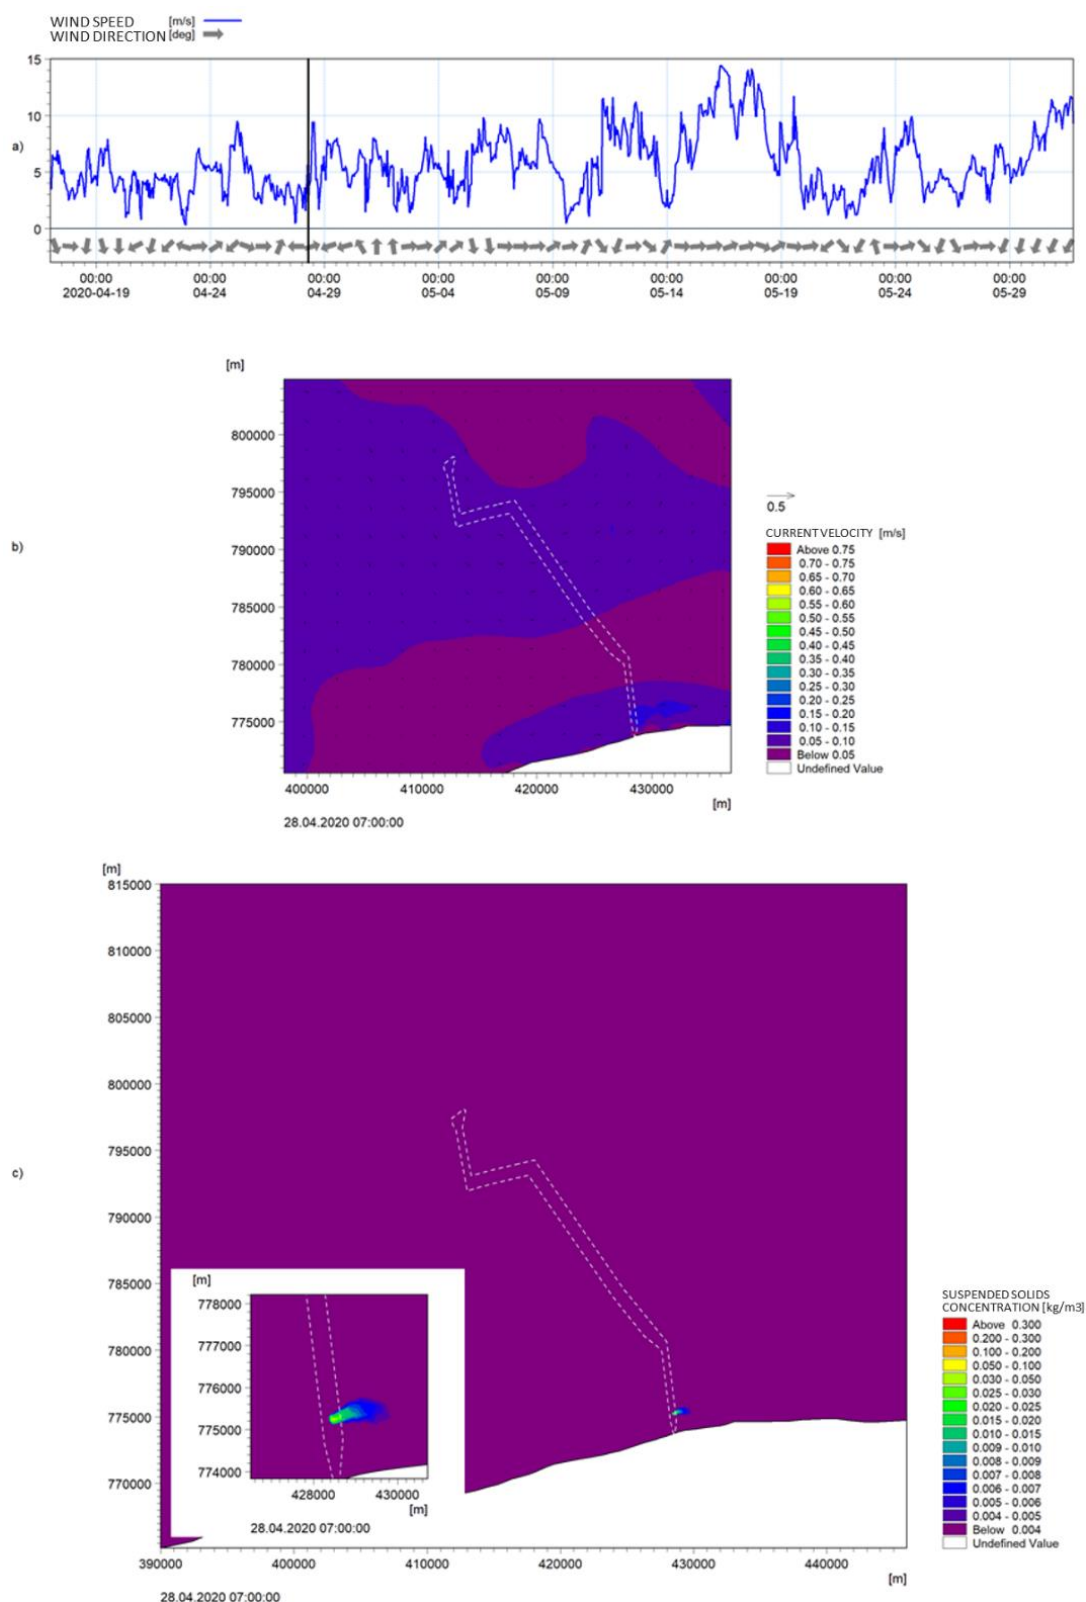 WIND SPEED [m/s]
WIND DIRECTION [deg]
15
10
a)
5
0
00:00 00:00 00:00 00:00 00:00 00:00 00:00 00:00 00:00
2020-04-19 04-24 04-29 05-04 05-09 05-14 05-19 05-24 05-29
[m]
800000
795000
0.5
b)
CURRENT VELOCITY [m/s]
790000
Above 0.75
0.70 - 0.75
0.65 - 0.70
0.60 - 0.65
785000
0.55 - 0.60
0.50 - 0.55
0.45 - 0.50
0.40 - 0.45
780000
0.35 - 0.40
0.30 - 0.35
0.25 - 0.30
0.20 - 0.25
775000
0.15 - 0.20
0.10 - 0.15
0.05 - 0.10
Below 0.05
Undefined Value
400000 410000 420000 430000
[m]
28.04.2020 07:00:00
[m]
815000
810000
805000
800000
795000
c)
790000
785000
[m]
778000
777000
776000
775000
774000
428000 430000
[m]
28.04.2020 07:00:00
780000
775000
770000
SUSPENDED SOLIDS
CONCENTRATION [kg/m3]
Above 0.300
0.200 - 0.300
0.100 - 0.200
0.050 - 0.100
0.030 - 0.050
0.025 - 0.030
0.020 - 0.025
0.015 - 0.020
0.010 - 0.015
0.009 - 0.010
0.008 - 0.009
0.007 - 0.008
0.006 - 0.007
0.005 - 0.006
0.004 - 0.005
Below 0.004
Undefined Value
390000 400000 410000 420000 430000 440000
[m]
28.04.2020 07:00:00